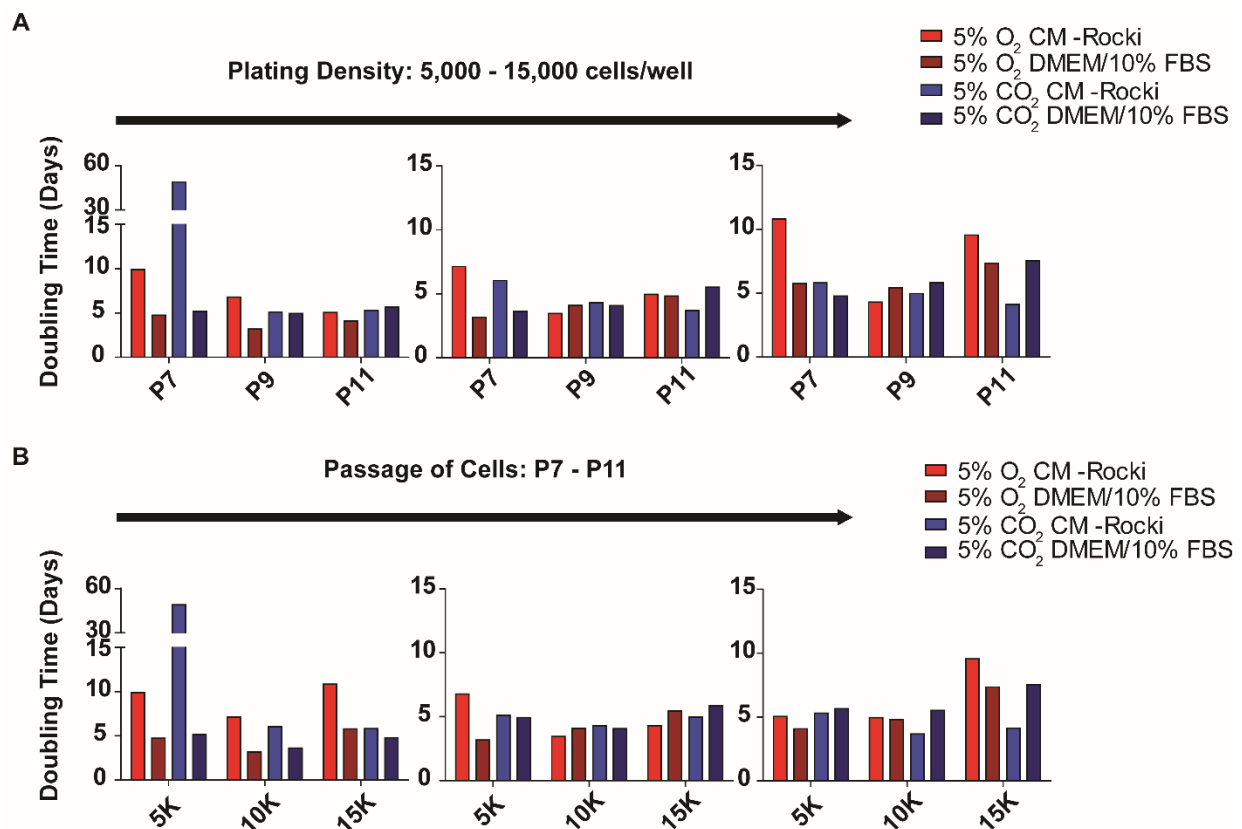 A
Plating Density: 5,000 - 15,000 cells/well
5% O₂ CM -Rocki
5% O₂ DMEM/10% FBS
5% CO₂ CM -Rocki
5% CO₂ DMEM/10% FBS
Doubling Time (Days)
60
30
15
10
5
0
P7
P9
P11
15
10
5
0
P7
P9
P11
15
10
5
0
P7
P9
P11
B
Passage of Cells: P7 - P11
5% O₂ CM -Rocki
5% O₂ DMEM/10% FBS
5% CO₂ CM -Rocki
5% CO₂ DMEM/10% FBS
Doubling Time (Days)
60
30
15
10
5
0
5K
10K
15K
15
10
5
0
5K
10K
15K
15
10
5
0
5K
10K
15K